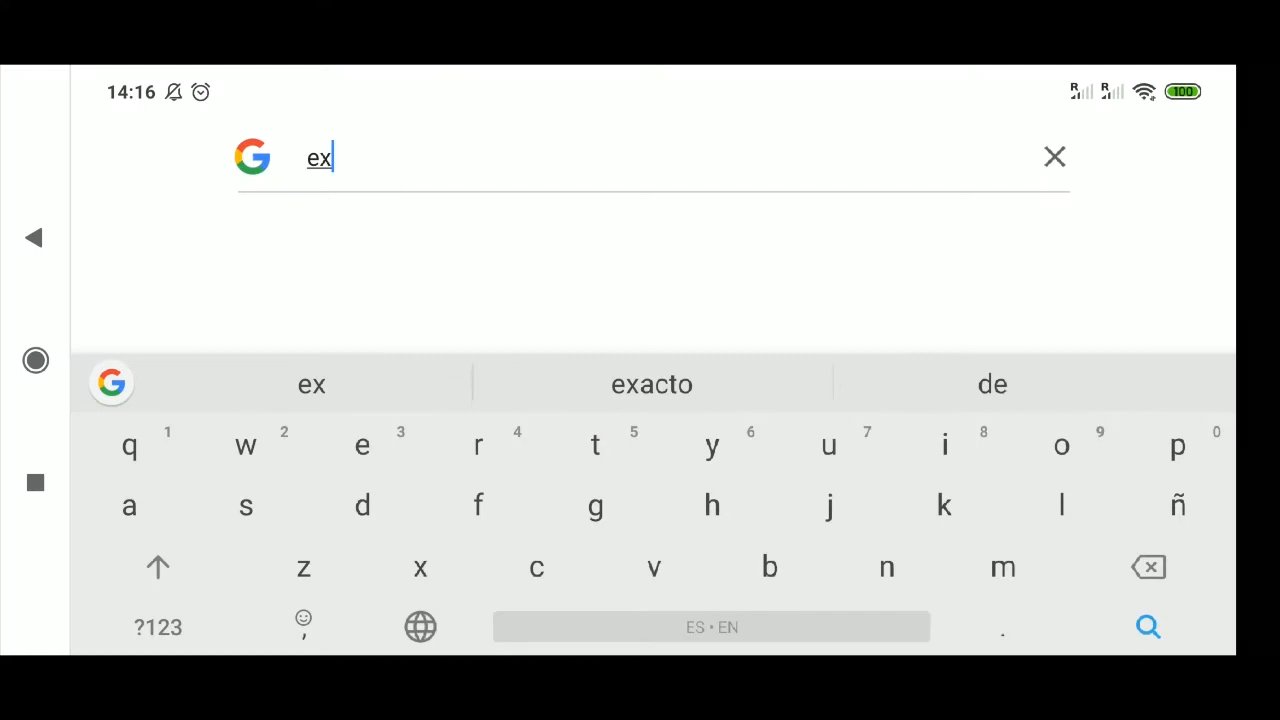 14:16 R R 100
ex
ex exacto de
q 1 w 2 e 3 r 4 t 5 y 6 u 7 i 8 o 9 p 0
a s d f g h j k l ñ
z x c v b n m
?123 , ES • EN .